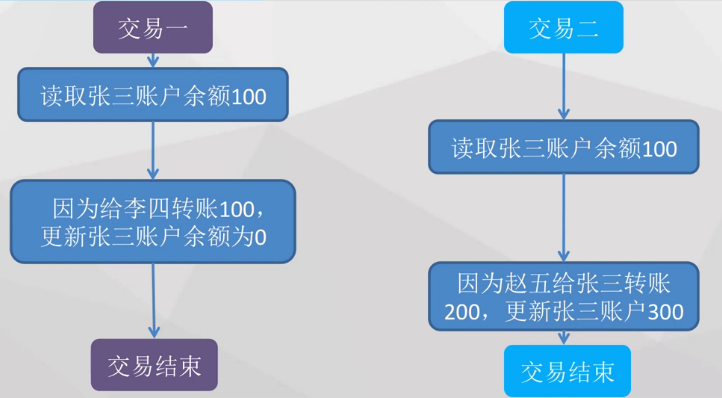 交易一
读取张三账户余额100
因为给李四转账100，
更新张三账户余额为0
交易结束
交易二
读取张三账户余额100
因为赵五给张三转账
200，更新张三账户300
交易结束